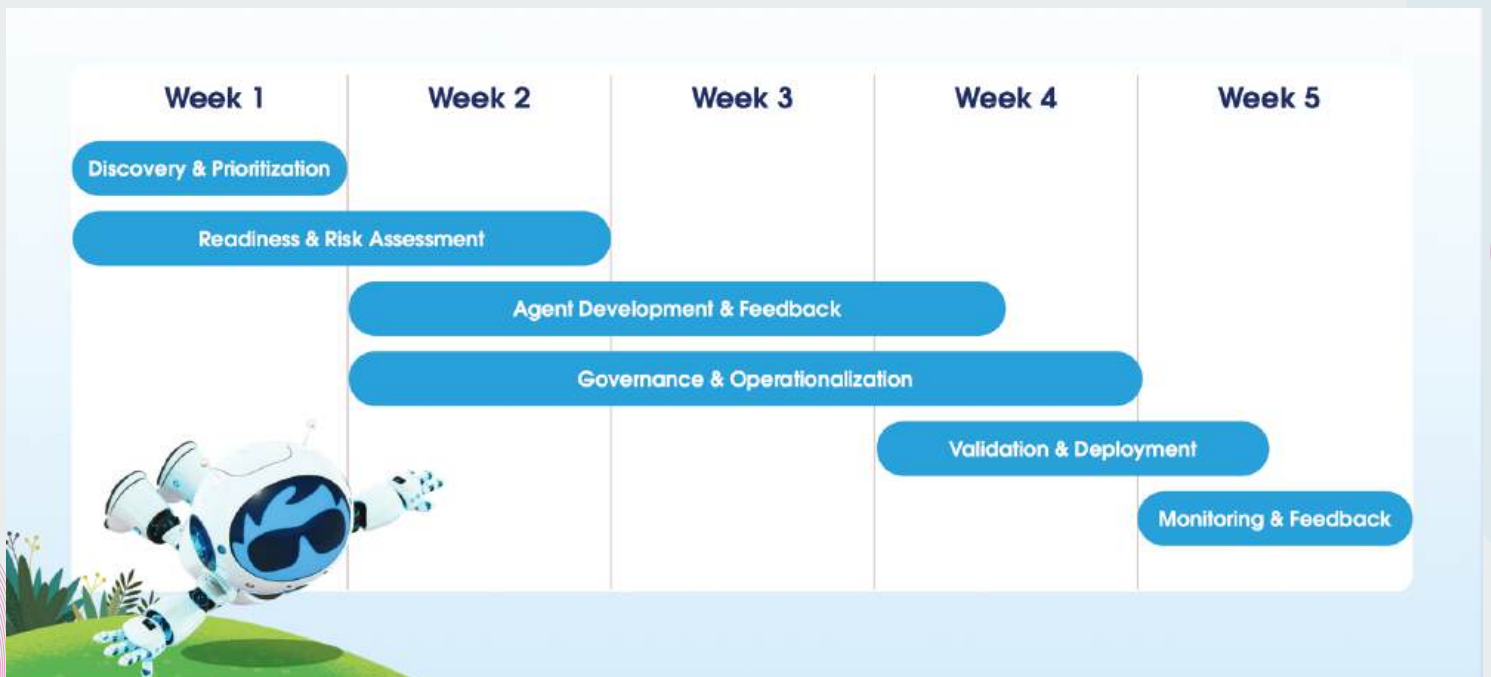 Week 1
Week 2
Week 3
Week 4
Week 5
Discovery & Prioritization
Readiness & Risk Assessment
Agent Development & Feedback
Governance & Operationalization
Validation & Deployment
Monitoring & Feedback